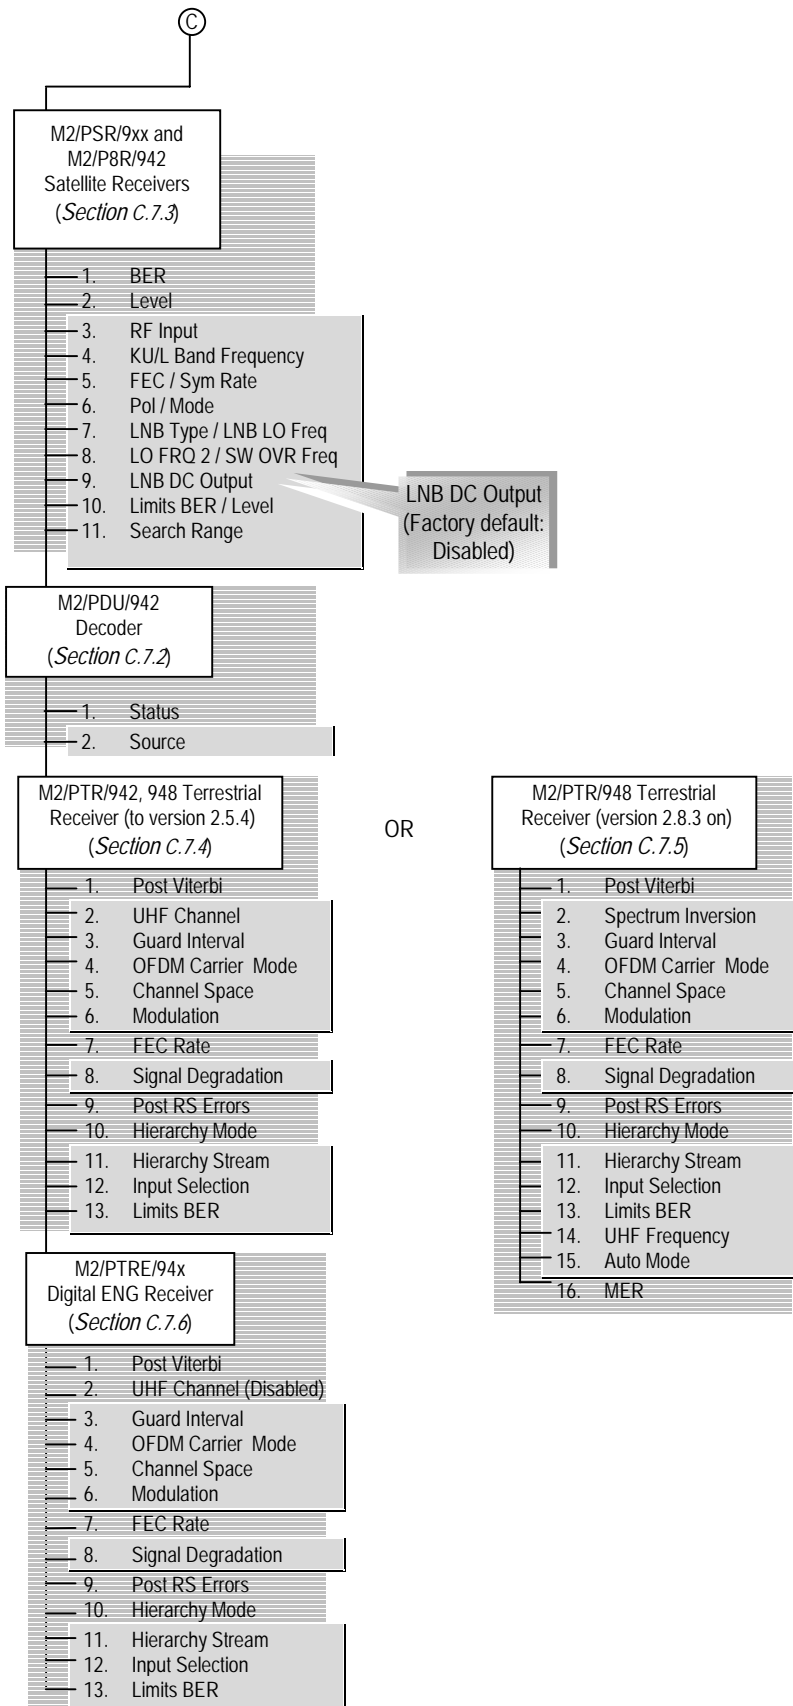 C
M2/PSR/9xx and
M2/P8R/942
Satellite Receivers
(Section C.7.3)
1. BER
2. Level
3. RF Input
4. KU/L Band Frequency
5. FEC / Sym Rate
6. Pol / Mode
7. LNB Type / LNB LO Freq
8. LO FRQ 2 / SW OVR Freq
9. LNB DC Output
10. Limits BER / Level
11. Search Range
LNB DC Output
(Factory default:
Disabled)
M2/PDU/942
Decoder
(Section C.7.2)
1. Status
2. Source
M2/PTR/942, 948 Terrestrial
Receiver (to version 2.5.4)
(Section C.7.4)
1. Post Viterbi
2. UHF Channel
3. Guard Interval
4. OFDM Carrier Mode
5. Channel Space
6. Modulation
7. FEC Rate
8. Signal Degradation
9. Post RS Errors
10. Hierarchy Mode
11. Hierarchy Stream
12. Input Selection
13. Limits BER
OR
M2/PTR/948 Terrestrial
Receiver (version 2.8.3 on)
(Section C.7.5)
1. Post Viterbi
2. Spectrum Inversion
3. Guard Interval
4. OFDM Carrier Mode
5. Channel Space
6. Modulation
7. FEC Rate
8. Signal Degradation
9. Post RS Errors
10. Hierarchy Mode
11. Hierarchy Stream
12. Input Selection
13. Limits BER
14. UHF Frequency
15. Auto Mode
16. MER
M2/PTRE/94x
Digital ENG Receiver
(Section C.7.6)
1. Post Viterbi
2. UHF Channel (Disabled)
3. Guard Interval
4. OFDM Carrier Mode
5. Channel Space
6. Modulation
7. FEC Rate
8. Signal Degradation
9. Post RS Errors
10. Hierarchy Mode
11. Hierarchy Stream
12. Input Selection
13. Limits BER